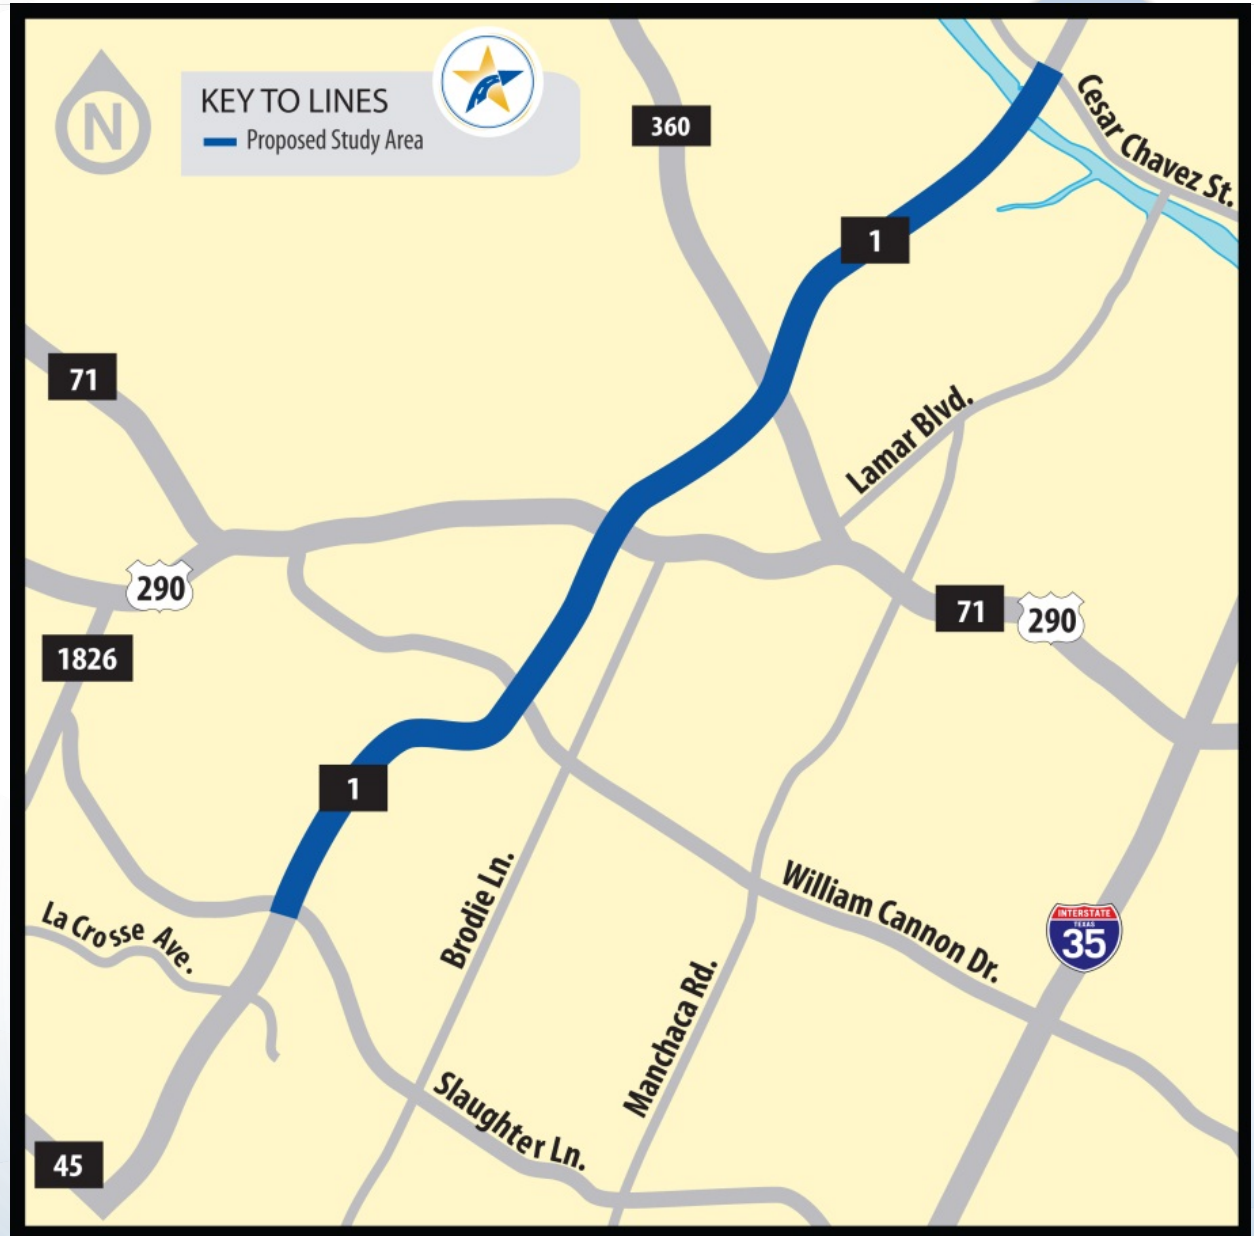 N
KEY TO LINES
Proposed Study Area
360
Cesar Chavez St.
1
71
Lamar Blvd.
290
71
290
1826
1
Brodie Ln.
William Cannon Dr.
La Crosse Ave.
INTERSTATE
TEXAS
35
Manchaca Rd.
Slaughter Ln.
45